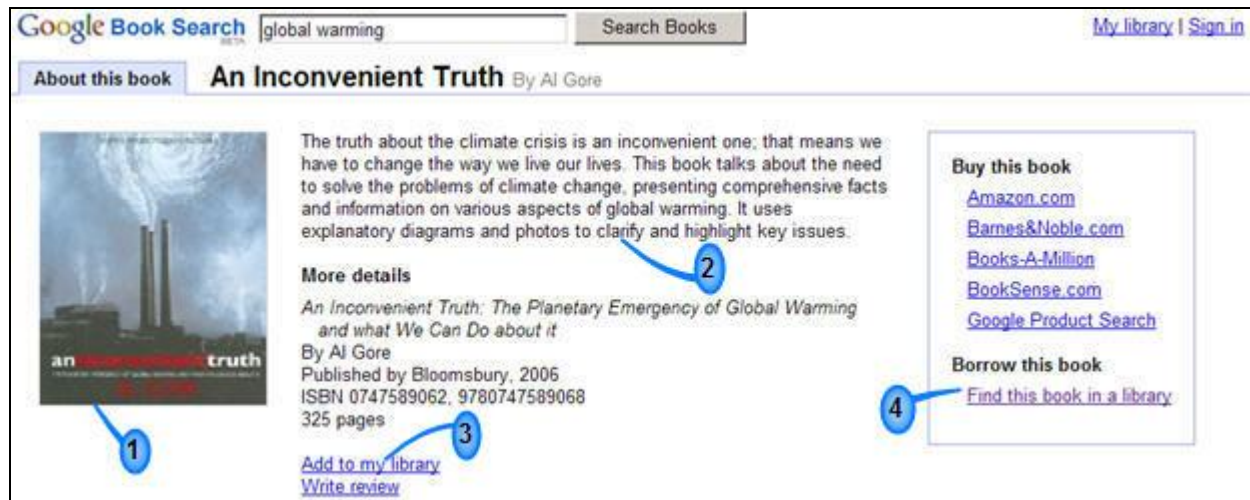 Google Book Search BETA global warming Search Books My library | Sign in
About this book An Inconvenient Truth By Al Gore
The truth about the climate crisis is an inconvenient one; that means we
have to change the way we live our lives. This book talks about the need
to solve the problems of climate change, presenting comprehensive facts
and information on various aspects of global warming. It uses
explanatory diagrams and photos to clarify and highlight key issues.
2
More details
An Inconvenient Truth: The Planetary Emergency of Global Warming
and what We Can Do about it
By Al Gore
Published by Bloomsbury, 2006
ISBN 0747589062, 9780747589068
325 pages
3
Add to my library
Write review
an inconvenient truth
1
Buy this book
Amazon.com
Barnes&Noble.com
Books-A-Million
BookSense.com
Google Product Search
Borrow this book
4
Find this book in a library